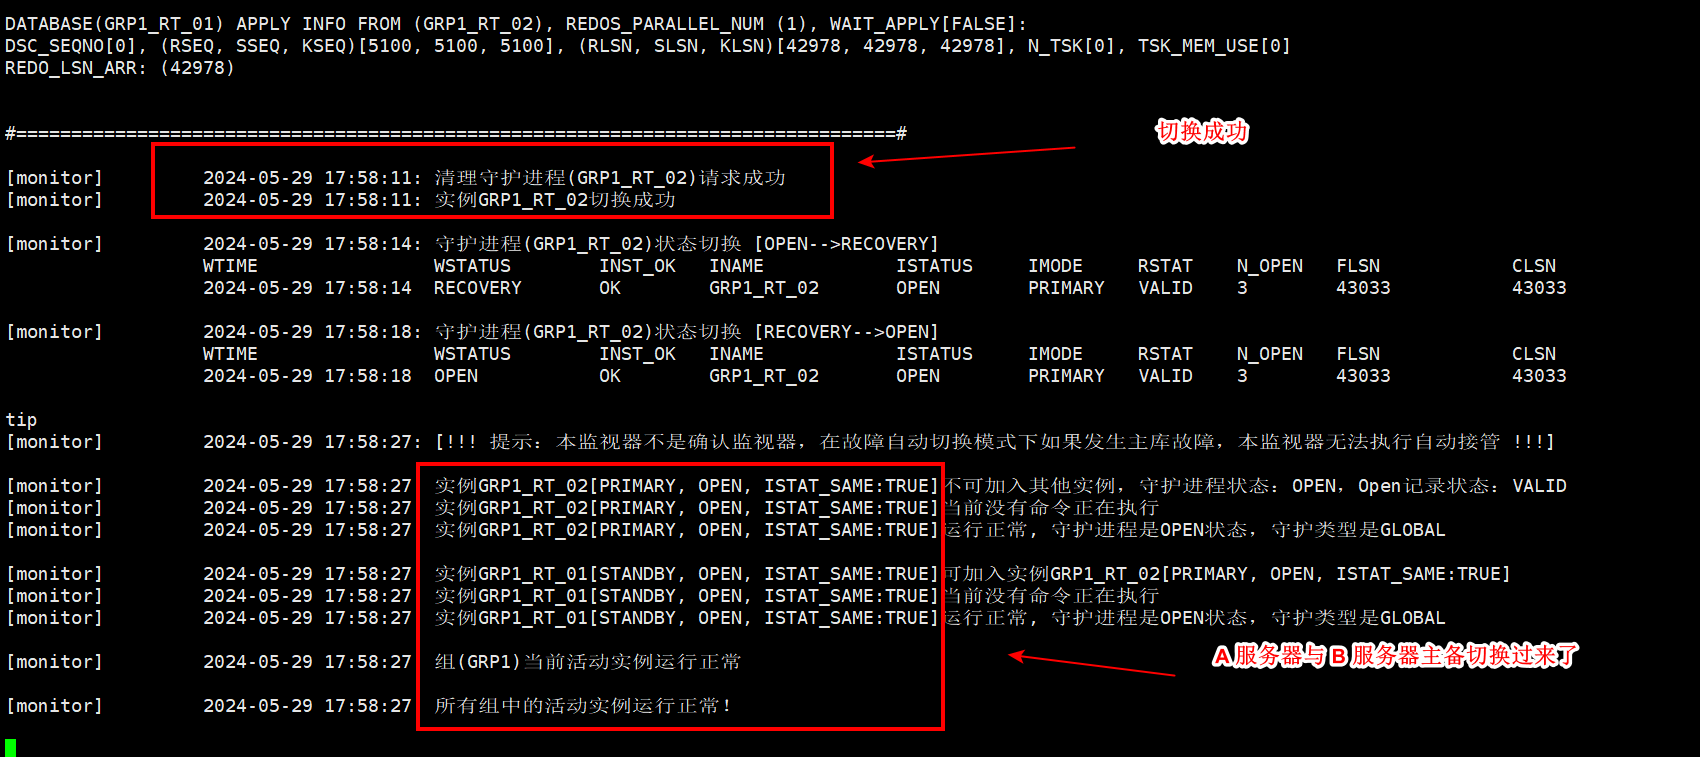 DATABASE(GRP1_RT_01) APPLY INFO FROM (GRP1_RT_02), REDOS_PARALLEL_NUM (1), WAIT_APPLY[FALSE]:
DSC_SEQNO[0], (RSEQ, SSEQ, KSEQ)[5100, 5100, 5100], (RLSN, SLSN, KLSN)[42978, 42978, 42978], N_TSK[0], TSK_MEM_USE[0]
REDO_LSN_ARR: (42978)
#================================================================================#
切换成功
[monitor] 2024-05-29 17:58:11: 清理守护进程(GRP1_RT_02)请求成功
[monitor] 2024-05-29 17:58:11: 实例GRP1_RT_02切换成功
[monitor] 2024-05-29 17:58:14: 守护进程(GRP1_RT_02)状态切换 [OPEN-->RECOVERY]
WTIME WSTATUS INST_OK INAME ISTATUS IMODE RSTAT N_OPEN FLSN CLSN
2024-05-29 17:58:14 RECOVERY OK GRP1_RT_02 OPEN PRIMARY VALID 3 43033 43033
[monitor] 2024-05-29 17:58:18: 守护进程(GRP1_RT_02)状态切换 [RECOVERY-->OPEN]
WTIME WSTATUS INST_OK INAME ISTATUS IMODE RSTAT N_OPEN FLSN CLSN
2024-05-29 17:58:18 OPEN OK GRP1_RT_02 OPEN PRIMARY VALID 3 43033 43033
tip
[monitor] 2024-05-29 17:58:27: [!!! 提示：本监视器不是确认监视器，在故障自动切换模式下如果发生主库故障，本监视器无法执行自动接管 !!!]
[monitor] 2024-05-29 17:58:27 实例GRP1_RT_02[PRIMARY, OPEN, ISTAT_SAME:TRUE]不可加入其他实例，守护进程状态：OPEN，Open记录状态：VALID
[monitor] 2024-05-29 17:58:27 实例GRP1_RT_02[PRIMARY, OPEN, ISTAT_SAME:TRUE]当前没有命令正在执行
[monitor] 2024-05-29 17:58:27 实例GRP1_RT_02[PRIMARY, OPEN, ISTAT_SAME:TRUE]运行正常, 守护进程是OPEN状态，守护类型是GLOBAL
[monitor] 2024-05-29 17:58:27 实例GRP1_RT_01[STANDBY, OPEN, ISTAT_SAME:TRUE]可加入实例GRP1_RT_02[PRIMARY, OPEN, ISTAT_SAME:TRUE]
[monitor] 2024-05-29 17:58:27 实例GRP1_RT_01[STANDBY, OPEN, ISTAT_SAME:TRUE]当前没有命令正在执行
[monitor] 2024-05-29 17:58:27 实例GRP1_RT_01[STANDBY, OPEN, ISTAT_SAME:TRUE]运行正常, 守护进程是OPEN状态，守护类型是GLOBAL
A 服务器与 B 服务器主备切换过来了
[monitor] 2024-05-29 17:58:27 组(GRP1)当前活动实例运行正常
[monitor] 2024-05-29 17:58:27 所有组中的活动实例运行正常!